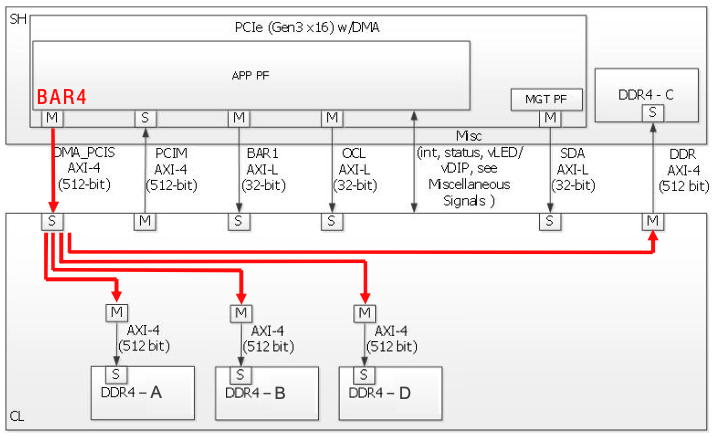 SH
PCIe (Gen3 x16) w/DMA
APP PF
BAR4
MGT PF
DDR4 - C
M
S
M
M
M
S
DMA_PCIS
AXI-4
(512-bit)
PCIM
AXI-4
(512-bit)
BAR1
AXI-L
(32-bit)
OCL
AXI-L
(32-bit)
Misc
(int, status, vLED/
vDIP, see
Miscellaneous
Signals )
SDA
AXI-L
(32-bit)
DDR
AXI-4
(512 bit)
S
M
S
S
S
M
M
M
M
AXI-4
(512 bit)
AXI-4
(512 bit)
AXI-4
(512 bit)
S
S
S
DDR4 - A
DDR4 - B
DDR4 - D
CL